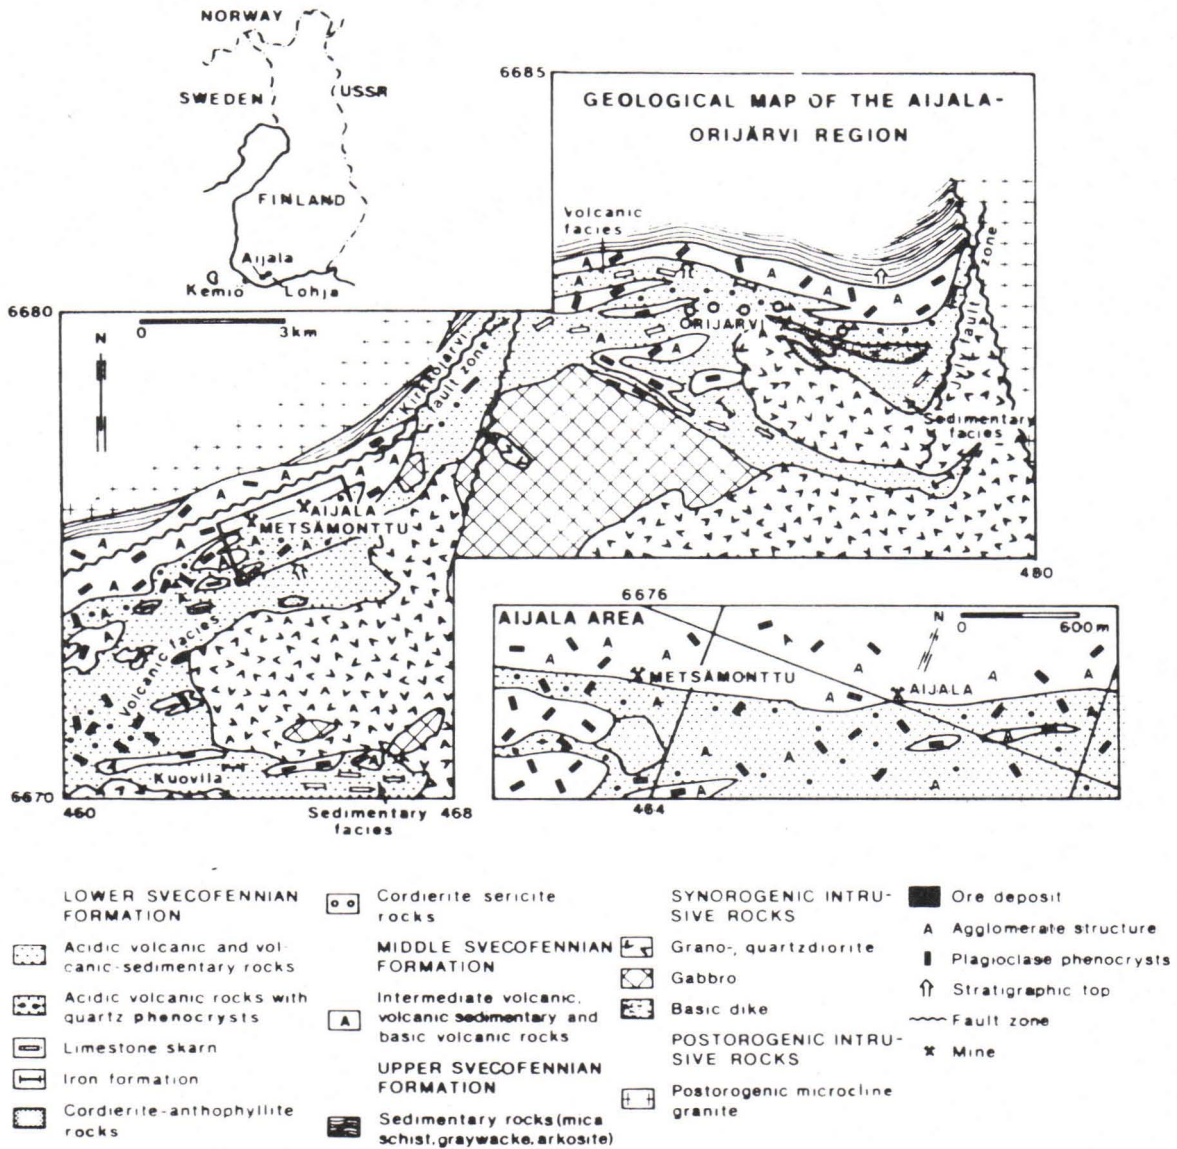 NORWAY
SWEDEN
USSR
FINLAND
Aijala
Kemiö
Lohja
6685
GEOLOGICAL MAP OF THE AIJALA-
ORIJÄRVI REGION
Volcanic
facies
ORIJÄRVI
Jyly fault zone
Sedimentary
facies
480
6680
N
0 3km
Kirkkojärvi
fault zone
AIJALA
METSÄMONTTU
Volcanic facies
Kuovila
6670
460
Sedimentary
facies
468
6676
AIJALA AREA
N
0 600m
METSÄMONTTU
AIJALA
464
LOWER SVECOFENNIAN
FORMATION
Acidic volcanic and vol-
canic-sedimentary rocks
Acidic volcanic rocks with
quartz phenocrysts
Limestone skarn
Iron formation
Cordierite-anthophyllite
rocks
Cordierite sericite
rocks
MIDDLE SVECOFENNIAN
FORMATION
A
Intermediate volcanic,
volcanic sedimentary and
basic volcanic rocks
UPPER SVECOFENNIAN
FORMATION
Sedimentary rocks (mica
schist, graywacke, arkosite)
SYNOROGENIC INTRU-
SIVE ROCKS
Grano-, quartzdiorite
Gabbro
Basic dike
POSTOROGENIC INTRU-
SIVE ROCKS
Postorogenic microcline
granite
Ore deposit
A Agglomerate structure
Plagioclase phenocrysts
Stratigraphic top
Fault zone
Mine